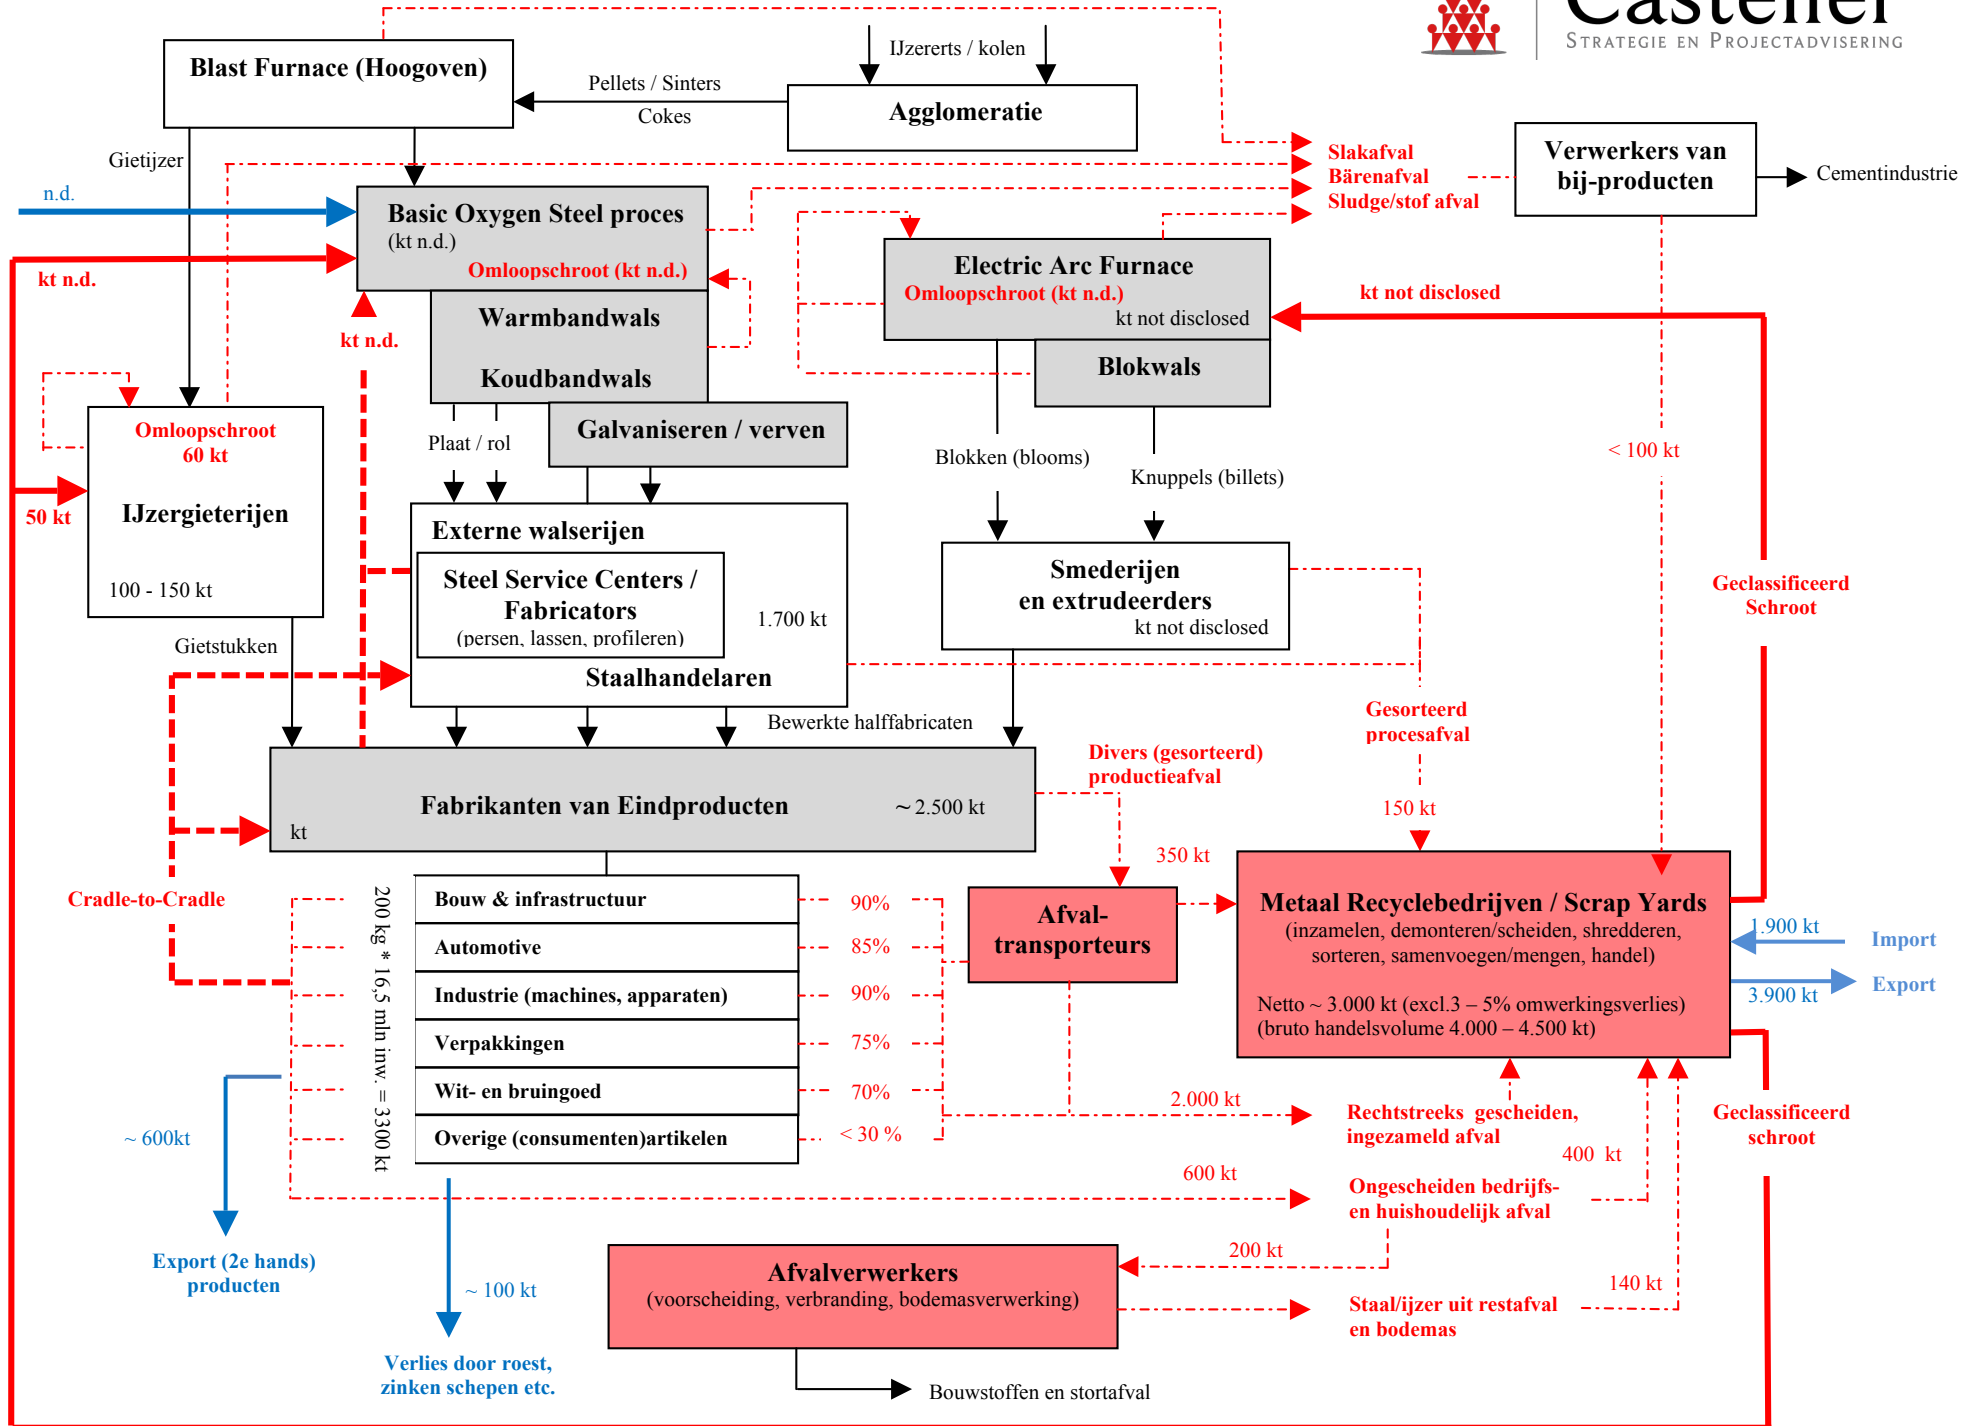 Castellei
STRATEGIE EN PROJECTADVISERING
Blast Furnace (Hoogoven)
IJzererts / kolen
Pellets / Sinters
Cokes
Agglomeratie
Gietijzer
n.d.
Basic Oxygen Steel proces
(kt n.d.)
Omloopschroot (kt n.d.)
kt n.d.
kt n.d.
Warmbandwals
Koudbandwals
Galvaniseren / verven
Plaat / rol
Slakafval
Bärenafval
Sludge/stof afval
Verwerkers van
bij-producten
Cementindustrie
Electric Arc Furnace
Omloopschroot (kt n.d.)
kt not disclosed
kt not disclosed
Blokwals
Blokken (blooms)
Knuppels (billets)
< 100 kt
Omloopschroot
60 kt
50 kt
IJzergieterijen
100 - 150 kt
Gietstukken
Externe walserijen
Steel Service Centers /
Fabricators
(persen, lassen, profileren)
1.700 kt
Staalhandelaren
Smederijen
en extrudeerders
kt not disclosed
Geclassificeerd
Schroot
Bewerkte halffabricaten
Gesorteerd
procesafval
150 kt
Divers (gesorteerd)
productieafval
350 kt
Fabrikanten van Eindproducten
~ 2.500 kt
kt
Cradle-to-Cradle
200 kg * 16,5 mln inw. = 3300 kt
Bouw & infrastructuur
90%
Automotive
85%
Industrie (machines, apparaten)
90%
Verpakkingen
75%
Wit- en bruingoed
70%
Overige (consumenten)artikelen
< 30 %
Afval-
transporteurs
Metaal Recyclebedrijven / Scrap Yards
(inzamelen, demonteren/scheiden, shredderen,
sorteren, samenvoegen/mengen, handel)
Netto ~ 3.000 kt (excl.3 – 5% omwerkingsverlies)
(bruto handelsvolume 4.000 – 4.500 kt)
1.900 kt
Import
Export
3.900 kt
2.000 kt
Rechtstreeks gescheiden,
ingezameld afval
400 kt
Geclassificeerd
schroot
600 kt
Ongescheiden bedrijfs-
en huishoudelijk afval
~ 600kt
Export (2e hands)
producten
~ 100 kt
Verlies door roest,
zinken schepen etc.
Afvalverwerkers
(voorscheiding, verbranding, bodemasverwerking)
200 kt
140 kt
Staal/ijzer uit restafval
en bodemas
Bouwstoffen en stortafval